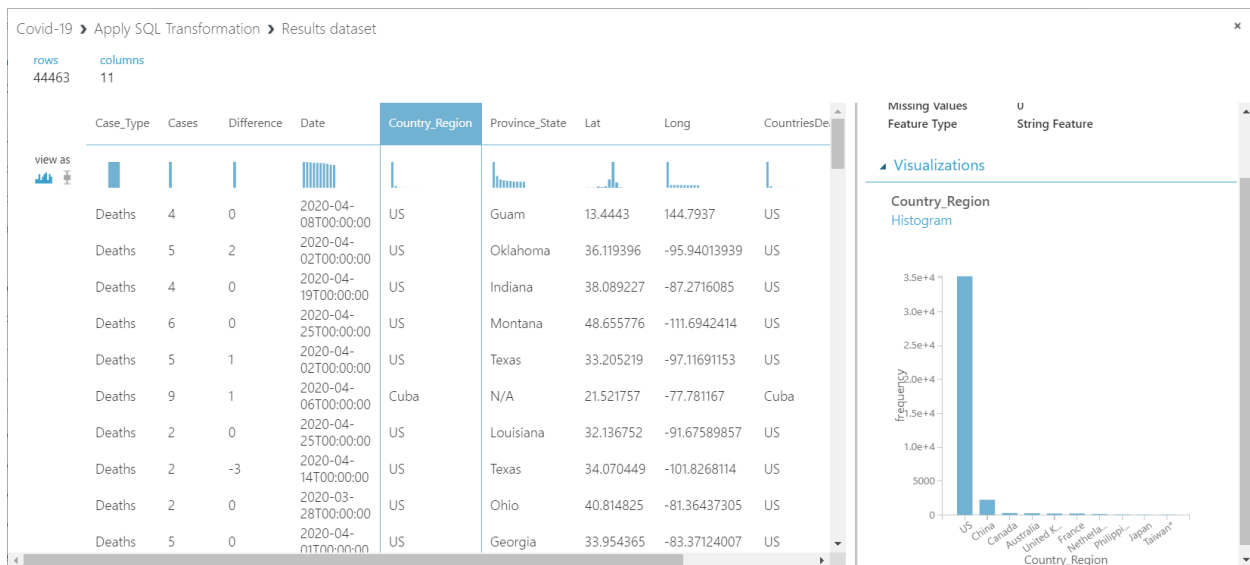 Covid-19 ❯ Apply SQL Transformation ❯ Results dataset
×
rows columns
44463 11
Case_Type Cases Difference Date Country_Region Province_State Lat Long CountriesDe
view as
Deaths 4 0 2020-04-08T00:00:00 US Guam 13.4443 144.7937 US
Deaths 5 2 2020-04-02T00:00:00 US Oklahoma 36.119396 -95.94013939 US
Deaths 4 0 2020-04-19T00:00:00 US Indiana 38.089227 -87.2716085 US
Deaths 6 0 2020-04-25T00:00:00 US Montana 48.655776 -111.6942414 US
Deaths 5 1 2020-04-02T00:00:00 US Texas 33.205219 -97.11691153 US
Deaths 9 1 2020-04-06T00:00:00 Cuba N/A 21.521757 -77.781167 Cuba
Deaths 2 0 2020-04-25T00:00:00 US Louisiana 32.136752 -91.67589857 US
Deaths 2 -3 2020-04-14T00:00:00 US Texas 34.070449 -101.8268114 US
Deaths 2 0 2020-03-28T00:00:00 US Ohio 40.814825 -81.36437305 US
Deaths 5 0 2020-04-01T00:00:00 US Georgia 33.954365 -83.37124007 US
Missing Values 0
Feature Type String Feature
Visualizations
Country_Region
Histogram
3.5e+4
3.0e+4
2.5e+4
2.0e+4
1.5e+4
1.0e+4
5000
0
frequency
US China Canada Australia United K... France Netherla... Philippi... Japan Taiwan*
Country_Region